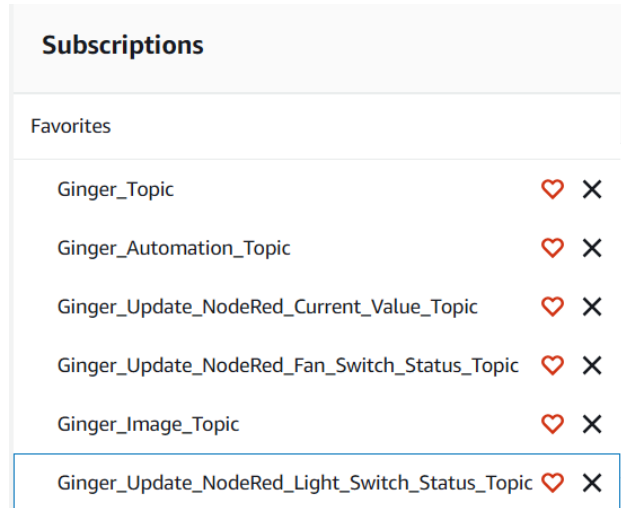 Subscriptions
Favorites
Ginger_Topic
Ginger_Automation_Topic
Ginger_Update_NodeRed_Current_Value_Topic
Ginger_Update_NodeRed_Fan_Switch_Status_Topic
Ginger_Image_Topic
Ginger_Update_NodeRed_Light_Switch_Status_Topic